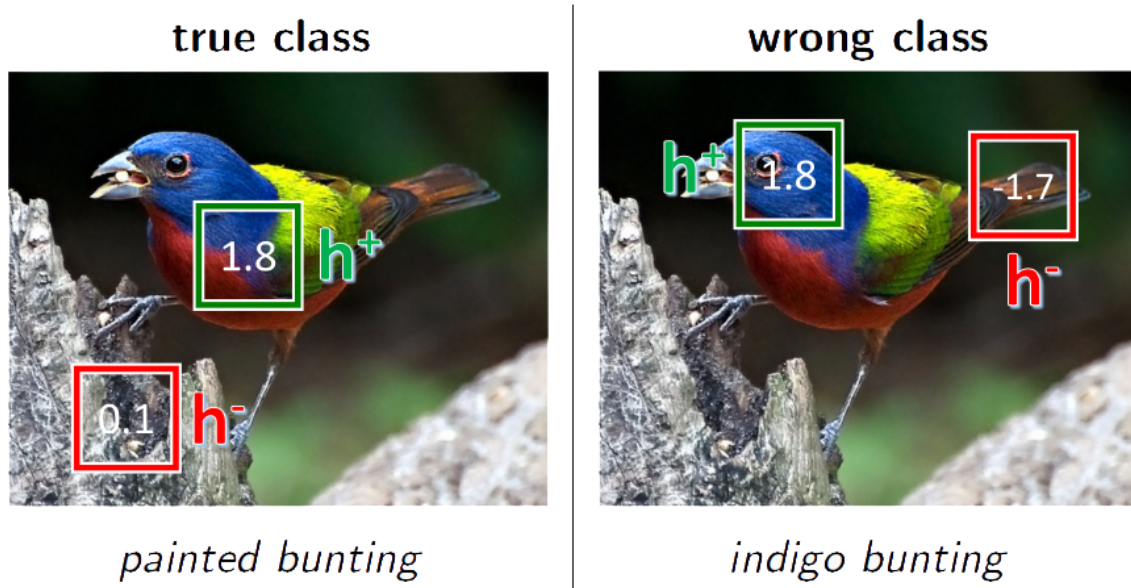 true class
1.8
h+
0.1
h-
painted bunting
wrong class
h+
1.8
-1.7
h-
indigo bunting